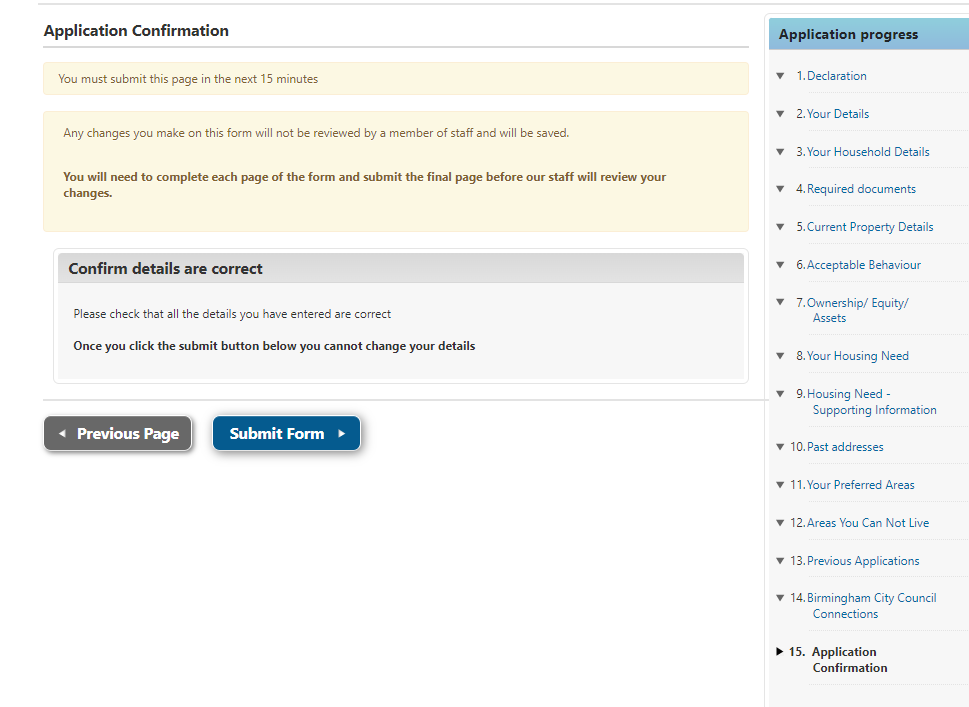 Application Confirmation
You must submit this page in the next 15 minutes
Any changes you make on this form will not be reviewed by a member of staff and will be saved.
You will need to complete each page of the form and submit the final page before our staff will review your
changes.
Confirm details are correct
Please check that all the details you have entered are correct
Once you click the submit button below you cannot change your details
Previous Page
Submit Form
Application progress
1.Declaration
2.Your Details
3.Your Household Details
4.Required documents
5.Current Property Details
6.Acceptable Behaviour
7.Ownership/ Equity/
Assets
8.Your Housing Need
9.Housing Need -
Supporting Information
10.Past addresses
11.Your Preferred Areas
12.Areas You Can Not Live
13.Previous Applications
14.Birmingham City Council
Connections
15. Application
Confirmation